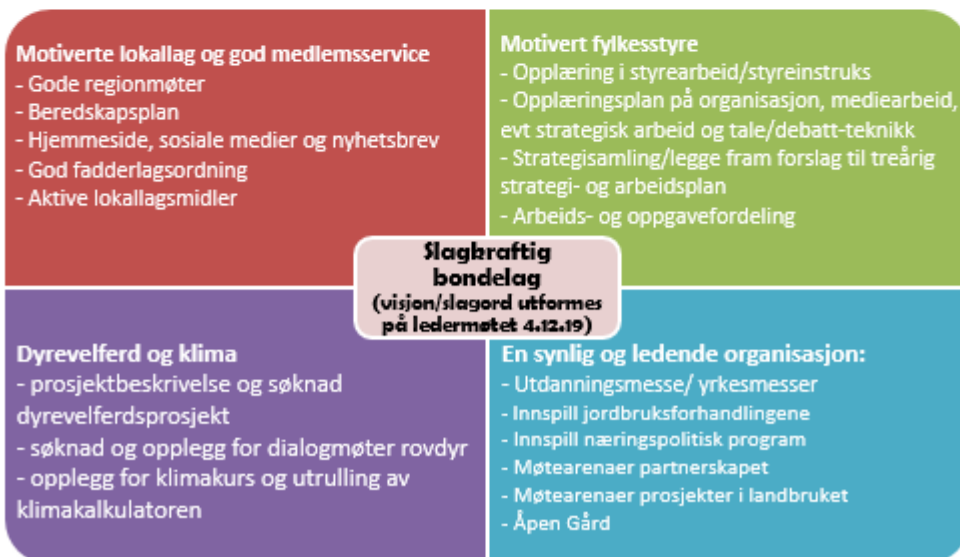 Motiverte lokallag og god medlemsservice
- Gode regionmøter
- Beredskapsplan
- Hjemmeside, sosiale medier og nyhetsbrev
- God fadderlagsordning
- Aktive lokallagsmidler
Motivert fylkesstyre
- Opplæring i styrearbeid/styreinstruks
- Opplæringsplan på organisasjon, mediearbeid,
evt strategisk arbeid og tale/debatt-teknikk
- Strategisamling/legge fram forslag til treårig
strategi- og arbeidsplan
- Arbeids- og oppgavefordeling
Slagkraftig
bondelag
(visjon/slagord utformes
på ledermøtet 4.12.19)
Dyrevelferd og klima
- prosjektbeskrivelse og søknad
dyrevelferdsprosjekt
- søknad og opplegg for dialogmøter rovdyr
- opplegg for klimakurs og utrulling av
klimakalkulatoren
En synlig og ledende organisasjon:
- Utdanningsmesse/ yrkesmesser
- Innspill jordbruksforhandlingene
- Innspill næringspolitisk program
- Møtearenaer partnerskapet
- Møtearenaer prosjekter i landbruket
- Åpen Gård